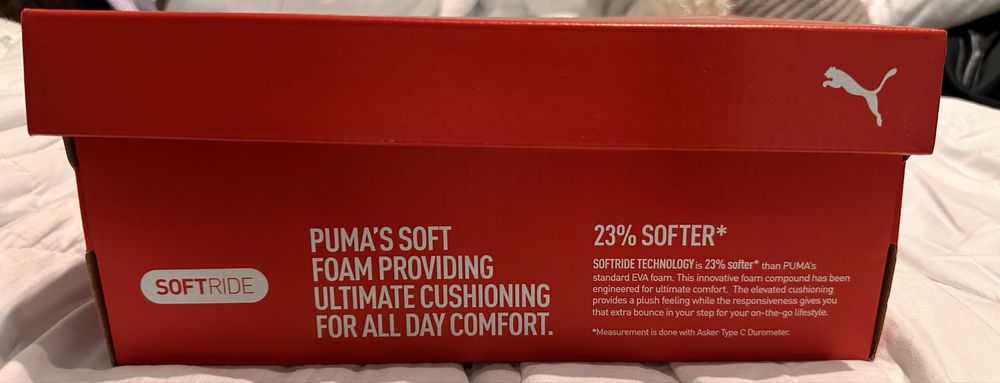 SOFTRIDE
PUMA'S SOFT
FOAM PROVIDING
ULTIMATE CUSHIONING
FOR ALL DAY COMFORT.
23% SOFTER*
SOFTRIDE TECHNOLOGY is 23% softer* than PUMA's
standard EVA foam. This innovative foam compound has been
engineered for ultimate comfort. The elevated cushioning
provides a plush feeling while the responsiveness gives you
that extra bounce in your step for your on-the-go lifestyle.
*Measurement is done with Asker Type C Durometer.